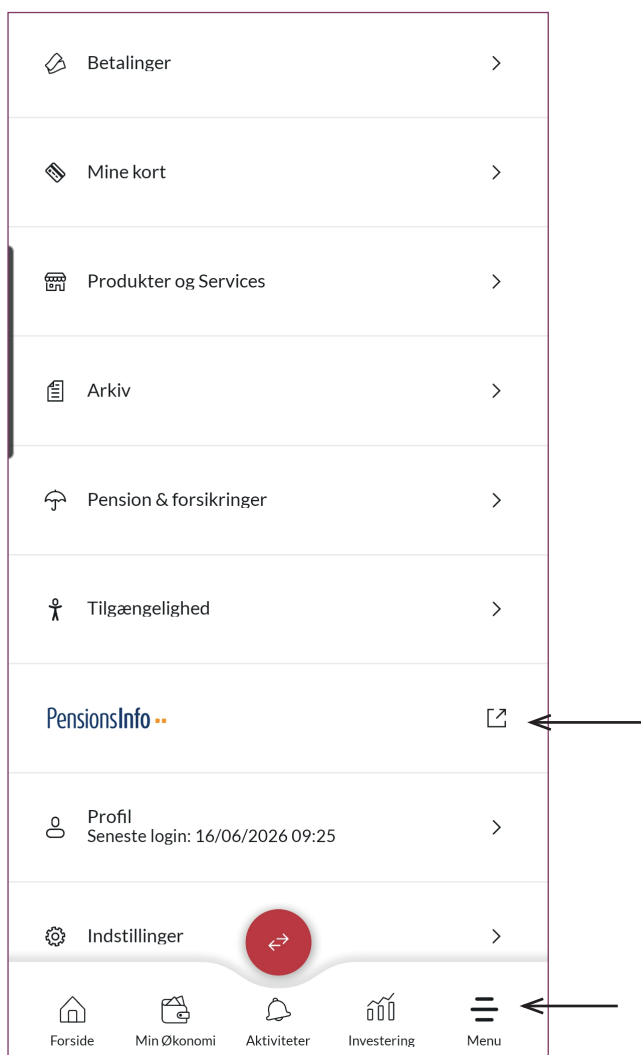 Betalinger
Mine kort
Produkter og Services
Arkiv
Pension & forsikringer
Tilgængelighed
PensionsInfo
Profil
Seneste login: 16/06/2026 09:25
Indstillinger
Forside Min Økonomi Aktiviteter Investering Menu